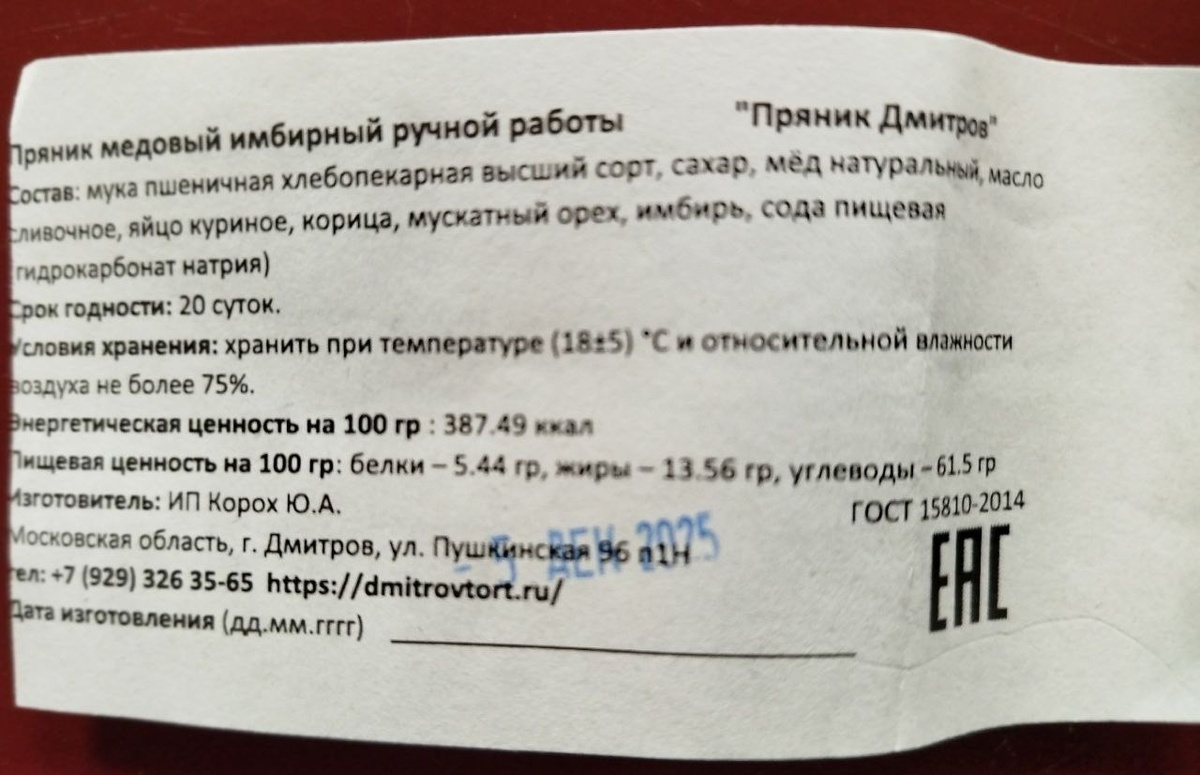 Пряник медовый имбирный ручной работы "Пряник Дмитров"
Состав: мука пшеничная хлебопекарная высший сорт, сахар, мёд натуральный, масло
сливочное, яйцо куриное, корица, мускатный орех, имбирь, сода пищевая
(гидрокарбонат натрия)
Срок годности: 20 суток.
Условия хранения: хранить при температуре (18±5) °С и относительной влажности
воздуха не более 75%.
Энергетическая ценность на 100 гр : 387.49 ккал
Пищевая ценность на 100 гр: белки – 5.44 гр, жиры – 13.56 гр, углеводы – 61.5 гр
Изготовитель: ИП Корох Ю.А.
ГОСТ 15810-2014
Московская область, г. Дмитров, ул. Пушкинская 96 п1Н
- 5 ДЕК 2025
тел: +7 (929) 326 35-65 https://dmitrovtort.ru/
EAC
Дата изготовления (дд.мм.гггг)